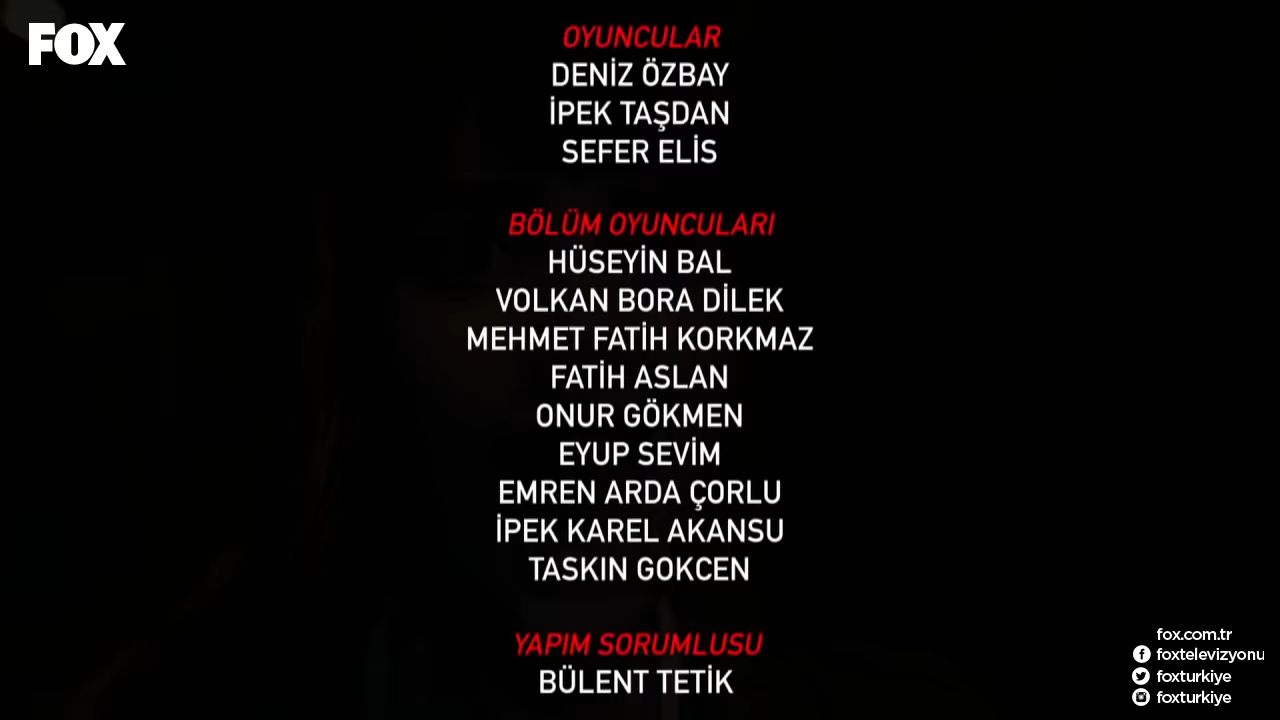 FOX
OYUNCULAR
DENİZ ÖZBAY
İPEK TAŞDAN
SEFER ELİS
BÖLÜM OYUNCULARI
HÜSEYİN BAL
VOLKAN BORA DİLEK
MEHMET FATİH KORKMAZ
FATİH ASLAN
ONUR GÖKMEN
EYUP SEVİM
EMREN ARDA ÇORLU
İPEK KAREL AKANSU
TASKIN GOKCEN
YAPIM SORUMLUSU
BÜLENT TETİK
fox.com.tr
foxtelevizyonu
foxturkiye
foxturkiye